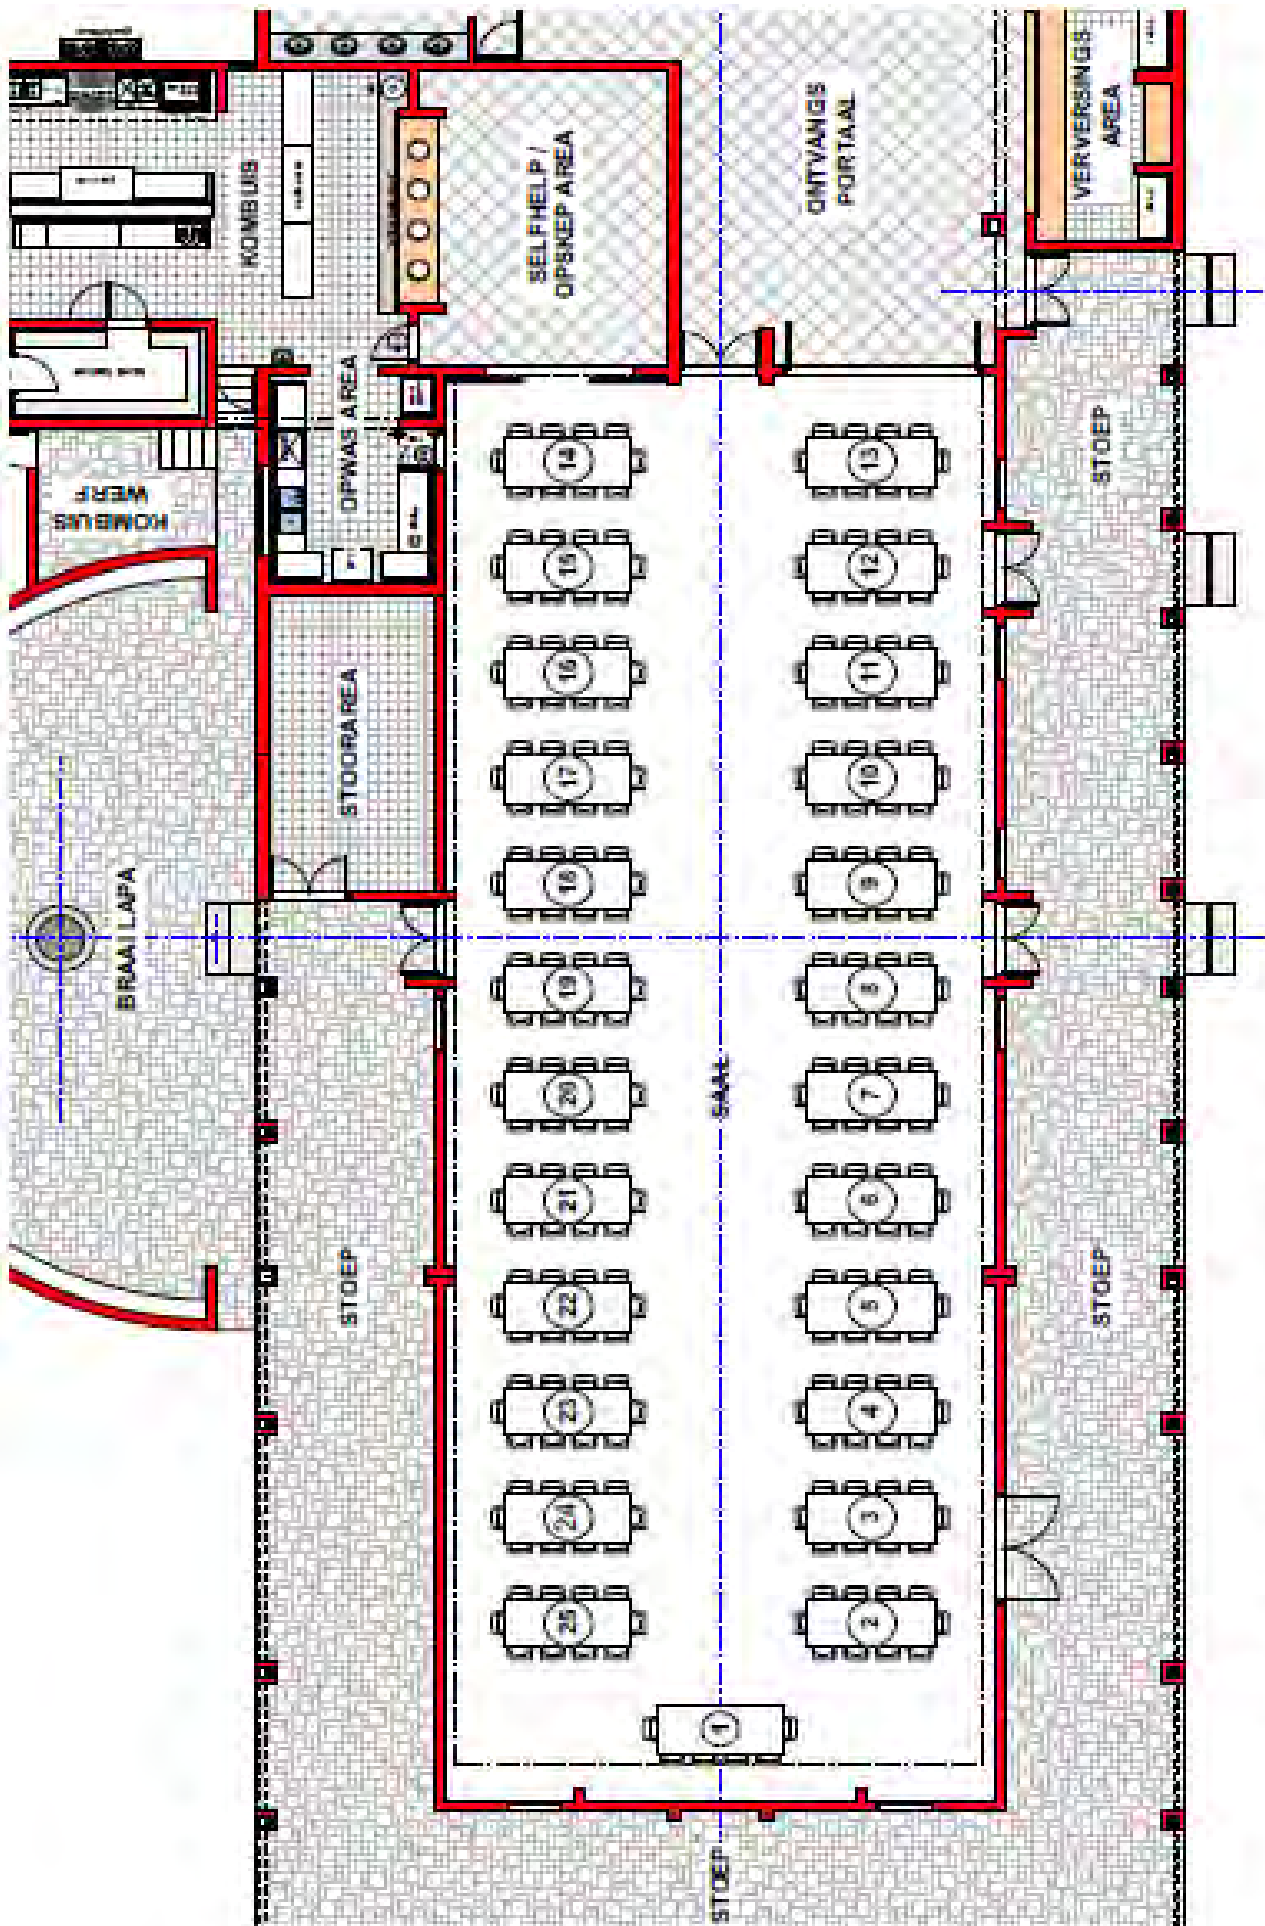 KOMBUIS
SELFHELP /
OPSKEP AREA
ONTVANGS
PORTAAL
VERVERSINGS
AREA
OPWAS AREA
KOMBUIS
WERF
STOORAREA
BRAAI LAPA
STOEP
14
13
15
12
16
11
17
10
18
9
19
8
SAAL
20
7
21
6
STOEP
STOEP
22
5
23
4
24
3
25
2
1
STOEP